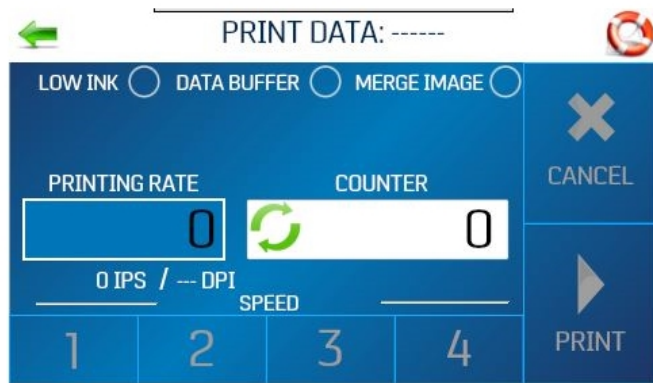 PRINT DATA: ------
LOW INK DATA BUFFER MERGE IMAGE
CANCEL
PRINTING RATE COUNTER
0 0
0 IPS / --- DPI
SPEED
1 2 3 4
PRINT